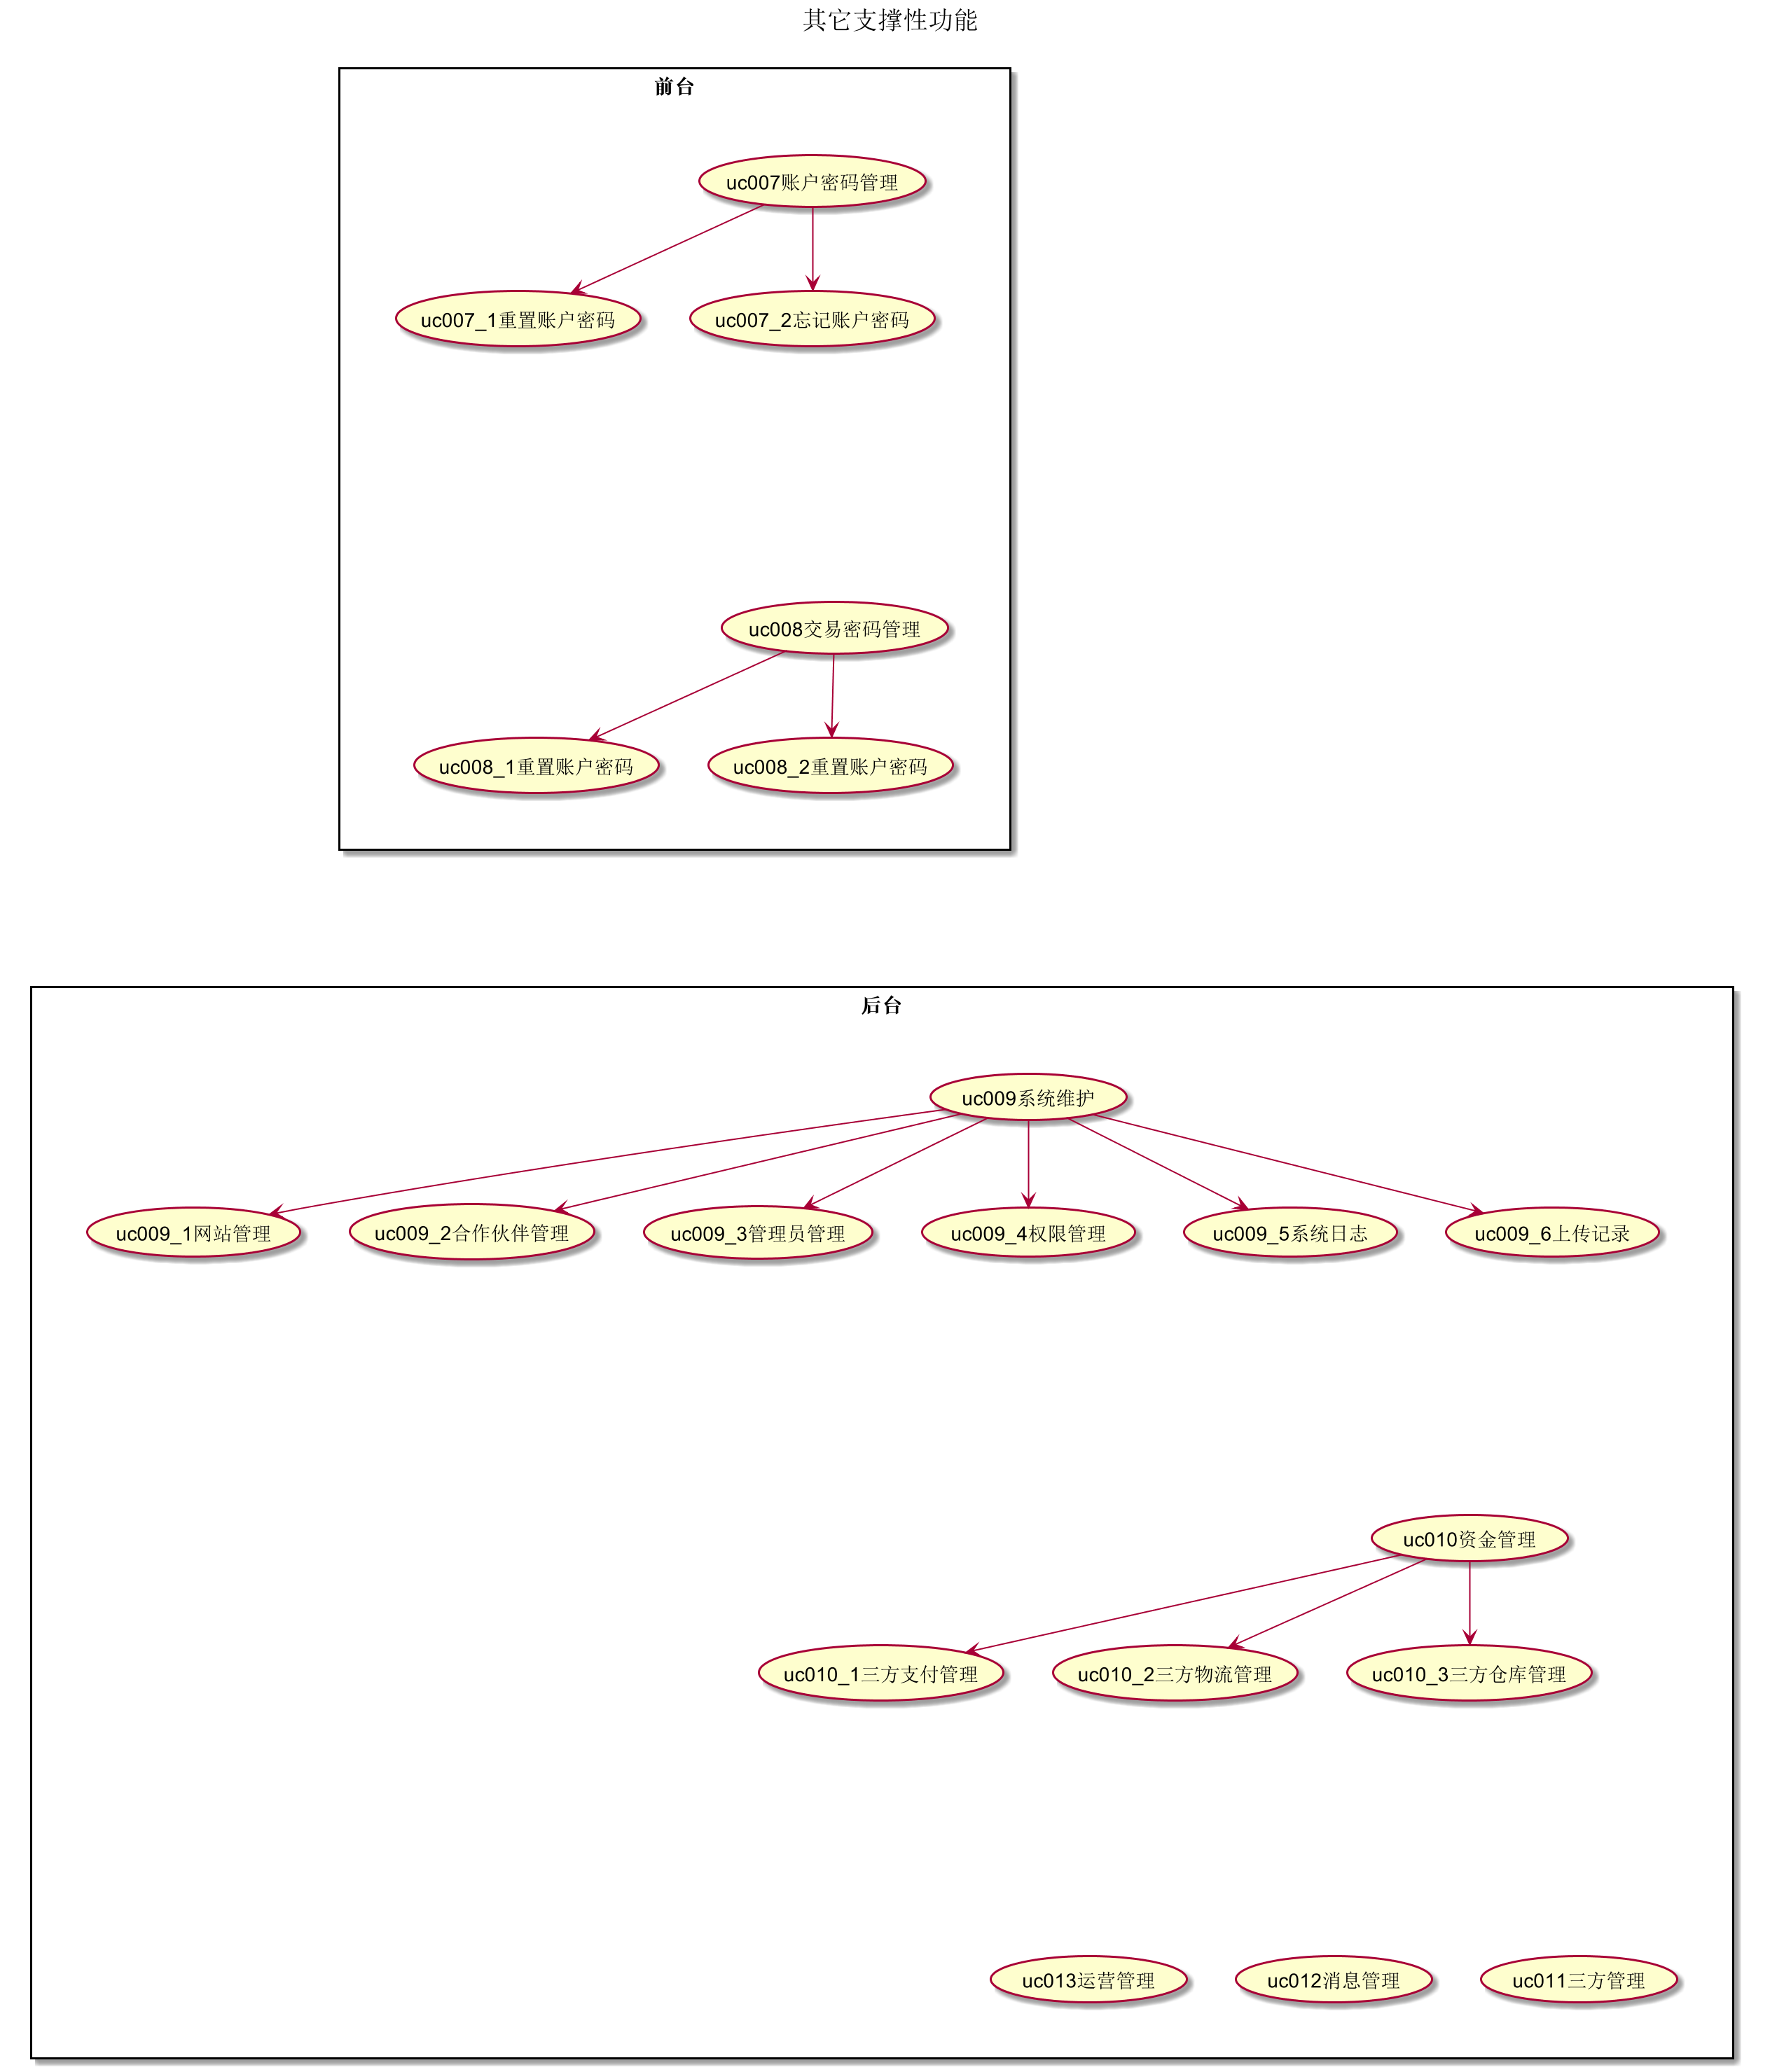 其它支撑性功能
前台
uc007账户密码管理
uc007_1重置账户密码
uc007_2忘记账户密码
uc008交易密码管理
uc008_1重置账户密码
uc008_2重置账户密码
后台
uc009系统维护
uc009_1网站管理
uc009_2合作伙伴管理
uc009_3管理员管理
uc009_4权限管理
uc009_5系统日志
uc009_6上传记录
uc010资金管理
uc010_1三方支付管理
uc010_2三方物流管理
uc010_3三方仓库管理
uc013运营管理
uc012消息管理
uc011三方管理